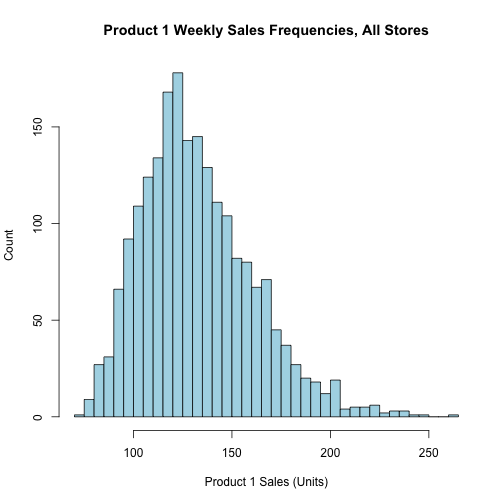 Product 1 Weekly Sales Frequencies, All Stores
150
100
50
0
Count
100 150 200 250
Product 1 Sales (Units)